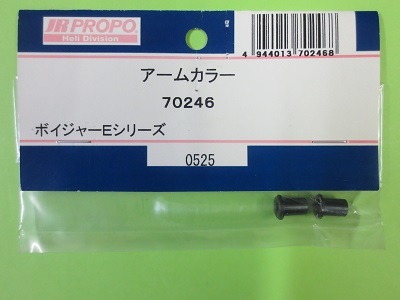 JR PROPO
Heli Division
4 944013 702468
アームカラー
70246
ボイジャーEシリーズ
0525